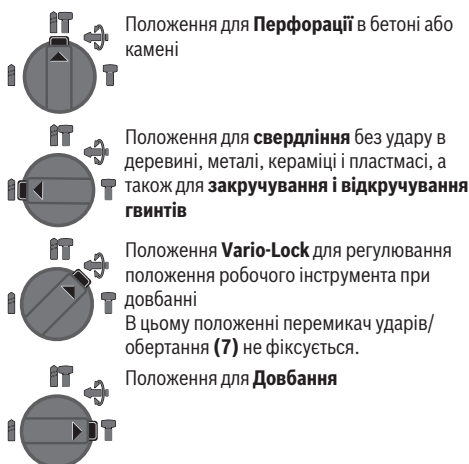 Положення для Перфорації в бетоні або
камені
Положення для свердління без удару в
деревині, металі, кераміці і пластмасі, а
також для закручування і відкручування
гвинтів
Положення Vario-Lock для регулювання
положення робочого інструмента при
довбанні
В цьому положенні перемикач ударів/
обертання (7) не фіксується.
Положення для Довбання